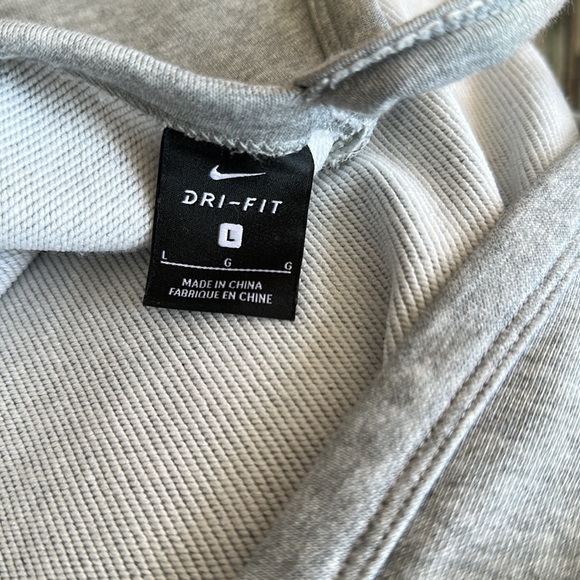 DRI-FIT
L
L G G
MADE IN CHINA
FABRIQUE EN CHINE